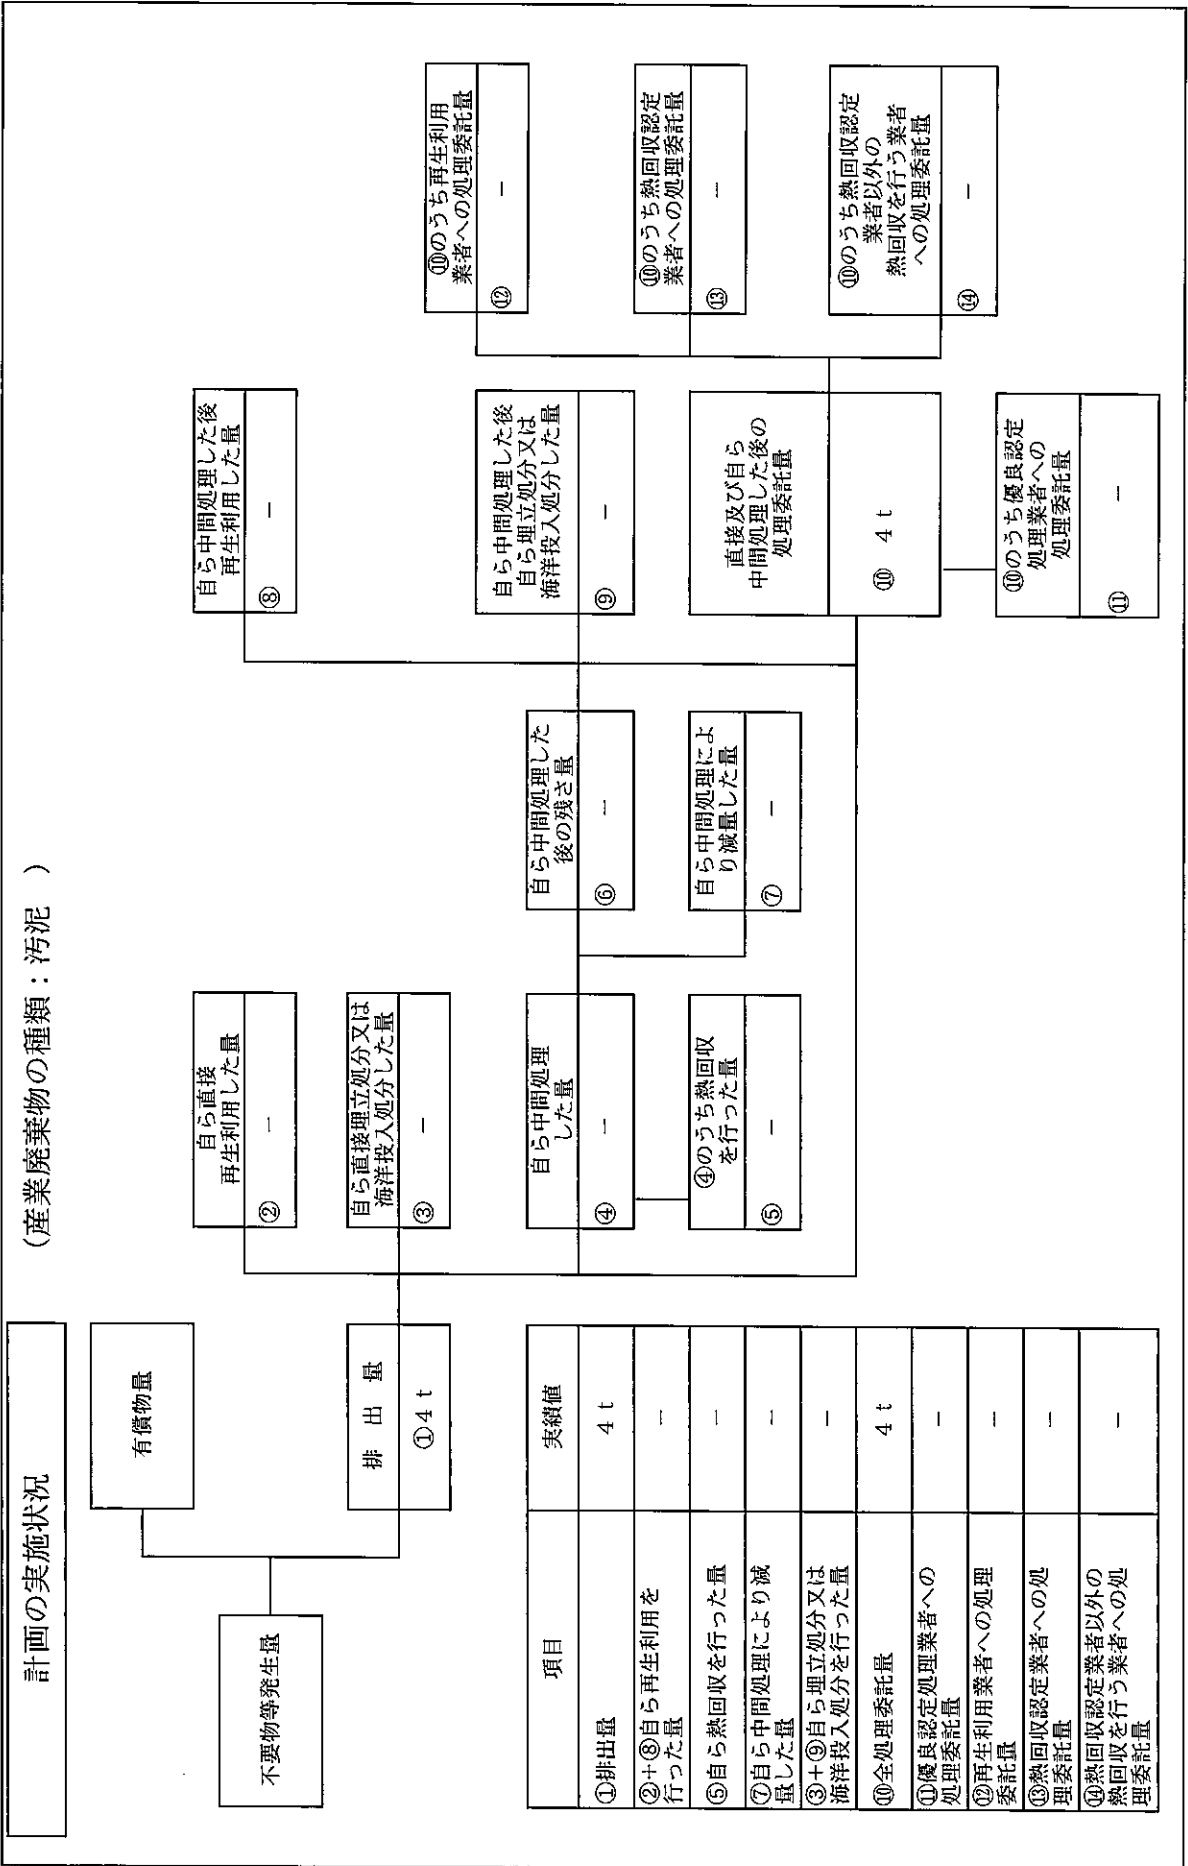 計画の実施状況
（産業廃棄物の種類：汚泥　）
不要物等発生量
有償物量
排 出 量
①4 t
自ら直接
再生利用した量
② －
自ら直接埋立処分又は
海洋投入処分した量
③ －
自ら中間処理
した量
④ －
④のうち熱回収
を行った量
⑤ －
自ら中間処理した
後の残さ量
⑥ －
自ら中間処理によ
り減量した量
⑦ －
自ら中間処理した後
再生利用した量
⑧ －
自ら中間処理した後
自ら埋立処分又は
海洋投入処分した量
⑨ －
直接及び自ら
中間処理した後の
処理委託量
⑩ 4 t
⑩のうち優良認定
処理業者への
処理委託量
⑪ －
⑩のうち再生利用
業者への処理委託量
⑫ －
⑩のうち熱回収認定
業者への処理委託量
⑬ －
⑩のうち熱回収認定
業者以外の
熱回収を行う業者
への処理委託量
⑭ －
項目 実績値
①排出量 4 t
②+⑧自ら再生利用を
行った量 －
⑤自ら熱回収を行った量 －
⑦自ら中間処理により減
量した量 －
③+⑨自ら埋立処分又は
海洋投入処分を行った量 －
⑩全処理委託量 4 t
⑪優良認定処理業者への
処理委託量 －
⑫再生利用業者への処理
委託量 －
⑬熱回収認定業者への処
理委託量 －
⑭熱回収認定業者以外の
熱回収を行う業者への処
理委託量 －